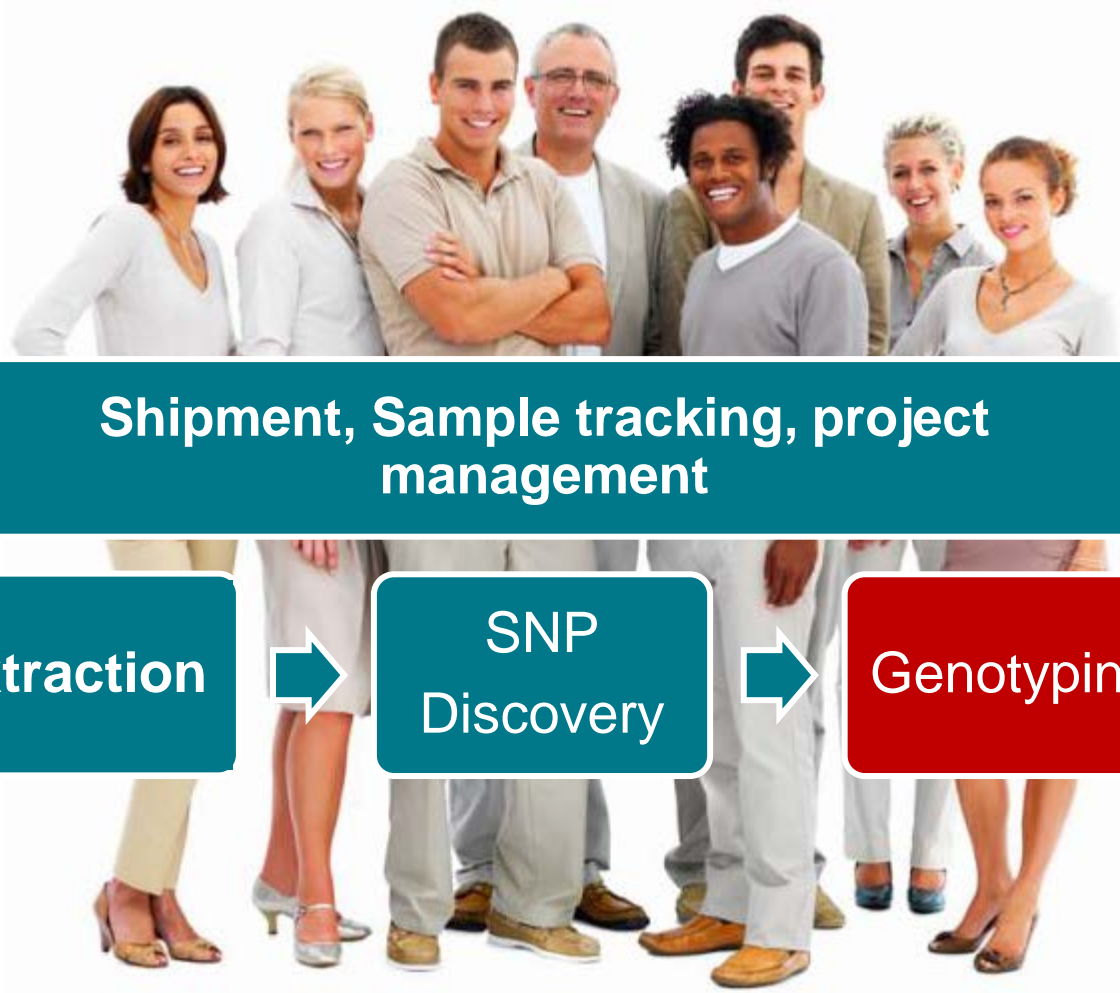 Shipment, Sample tracking, project
management
traction
SNP
Discovery
Genotypin